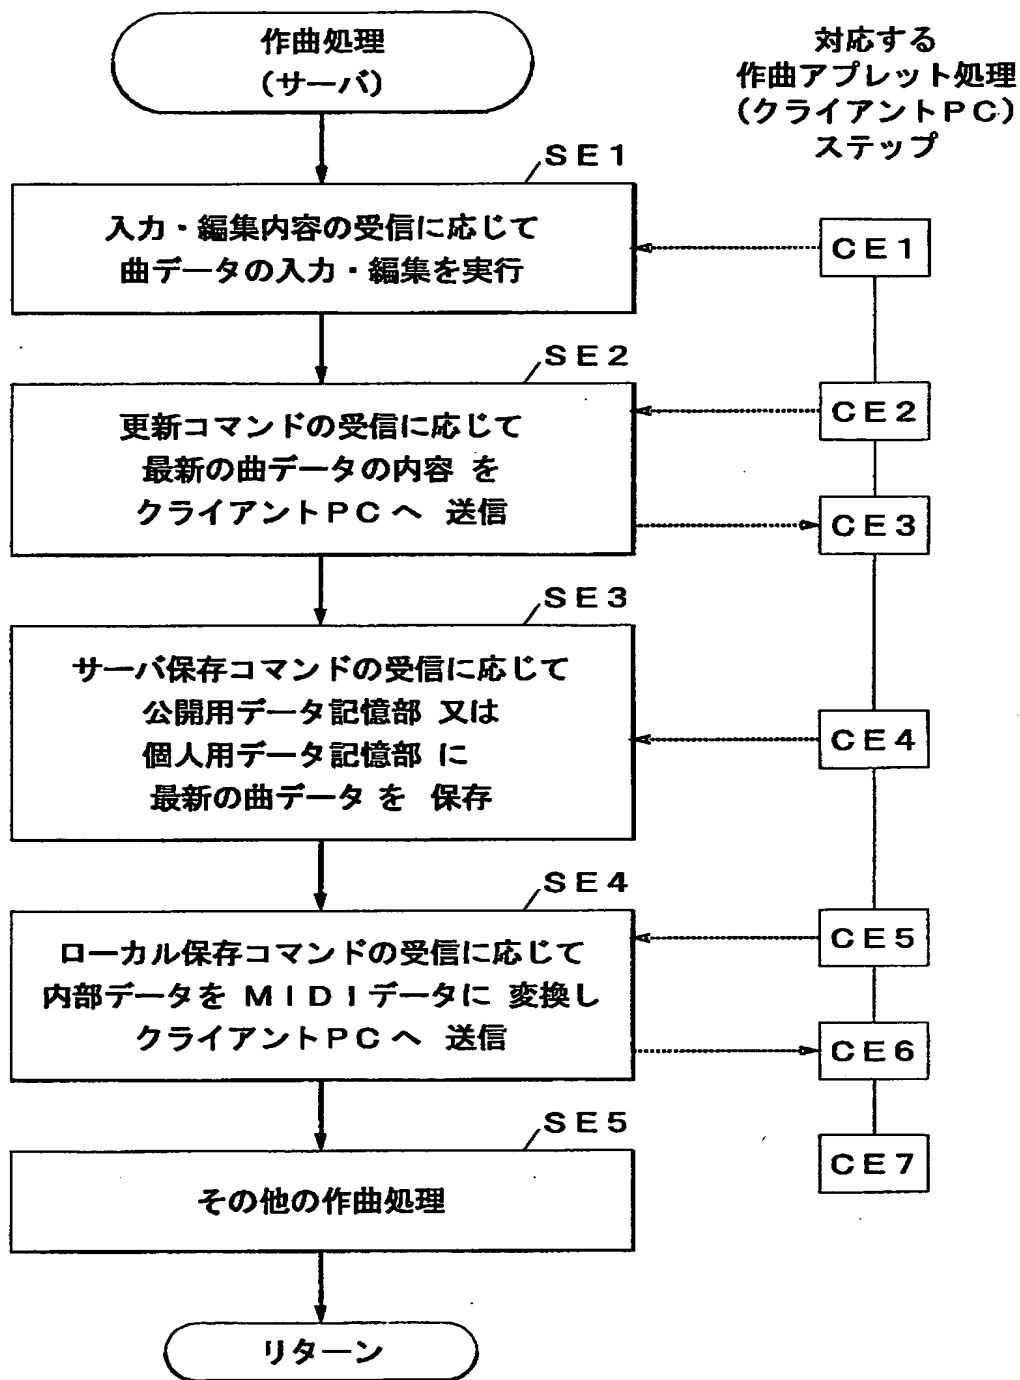 作曲処理
(サーバ)
対応する
作曲アプレット処理
(クライアントPC)
ステップ
SE1
入力・編集内容の受信に応じて
曲データの入力・編集を実行
CE1
SE2
更新コマンドの受信に応じて
最新の曲データの内容 を
クライアントPC へ 送信
CE2
CE3
SE3
サーバ保存コマンドの受信に応じて
公開用データ記憶部 又は
個人用データ記憶部 に
最新の曲データ を 保存
CE4
SE4
ローカル保存コマンドの受信に応じて
内部データを MIDIデータに 変換し
クライアントPC へ 送信
CE5
CE6
SE5
その他の作曲処理
CE7
リターン